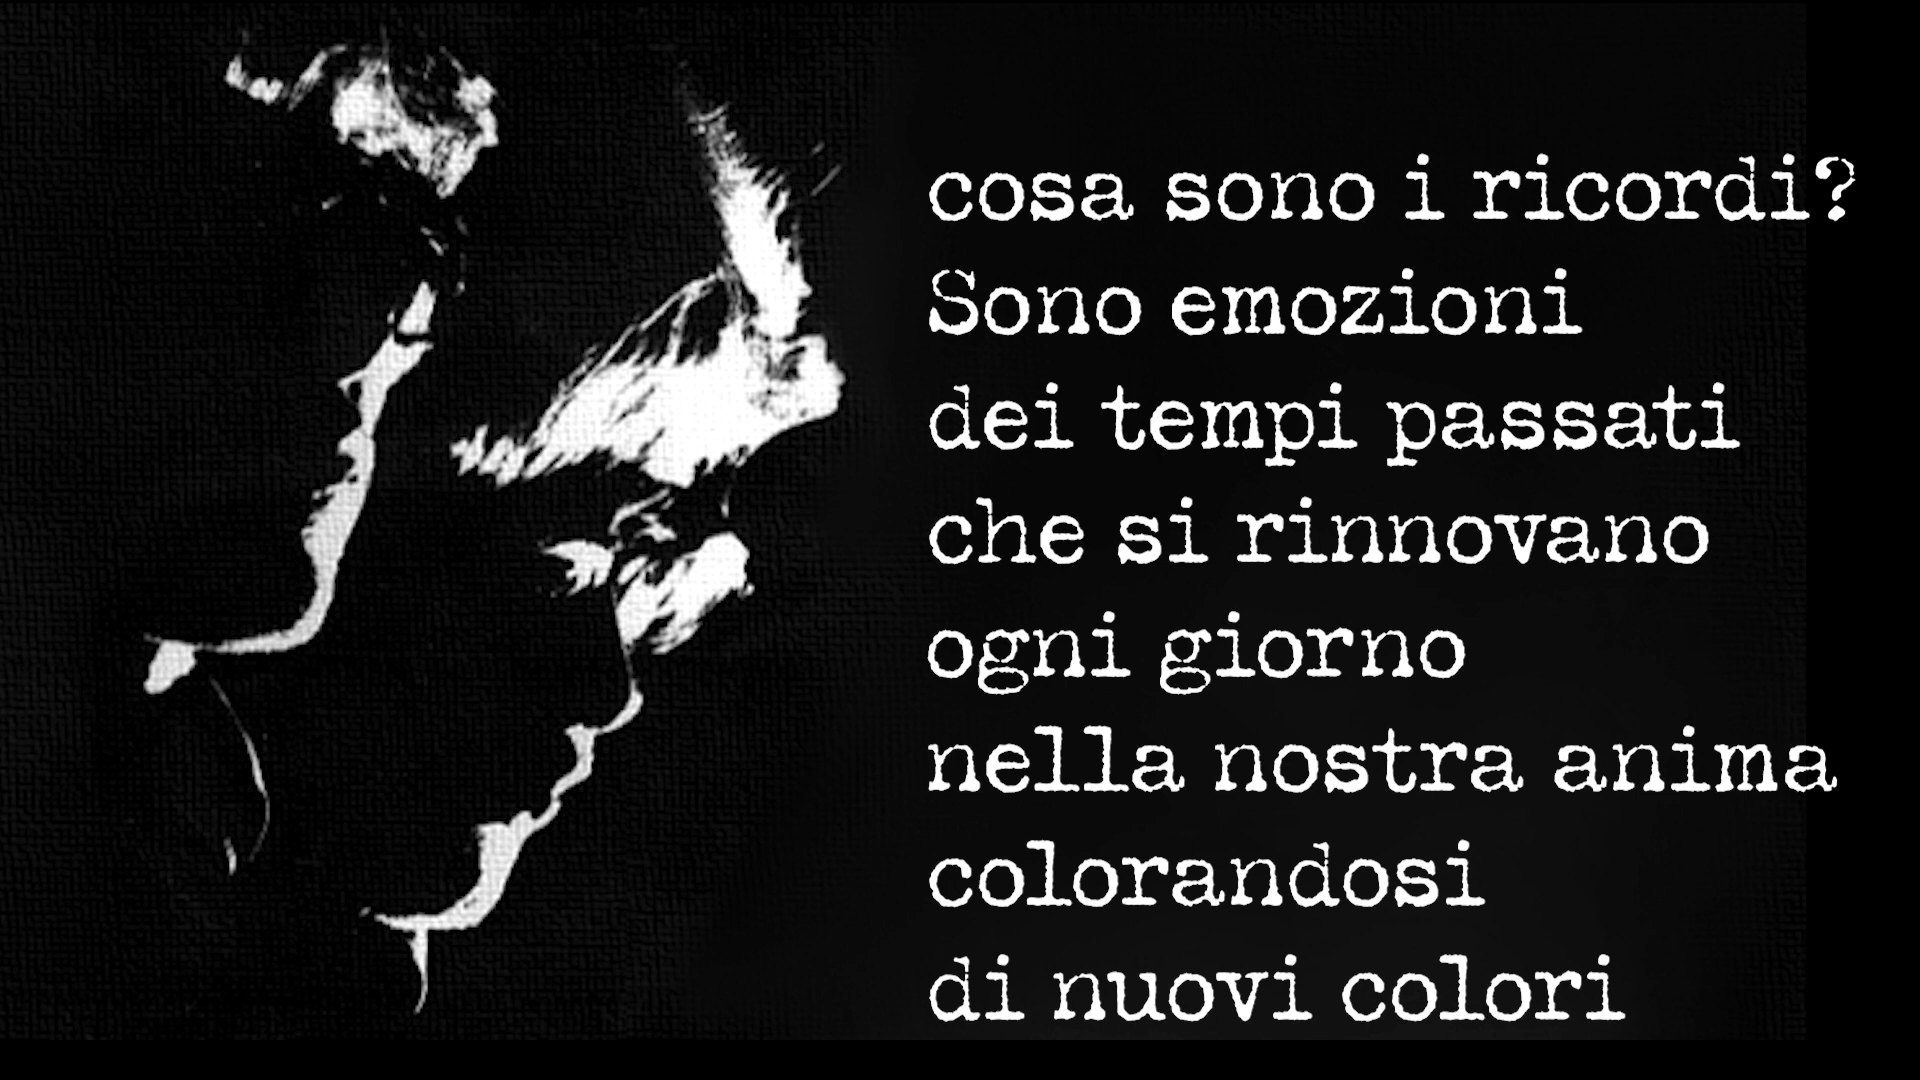 cosa sono i ricordi?
Sono emozioni
dei tempi passati
che si rinnovano
ogni giorno
nella nostra anima
colorandosi
di nuovi colori